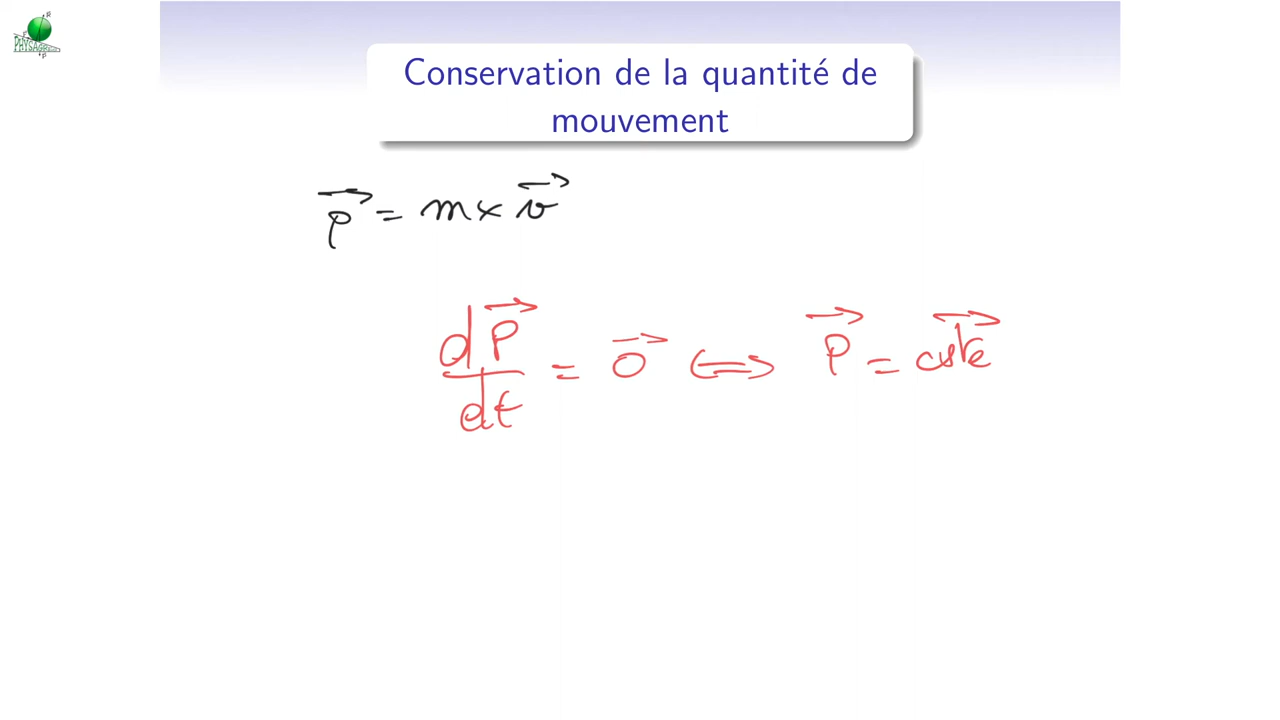 Conservation de la quantité de
mouvement
p⃗ = m × v⃗
dP⃗/dt = 0⃗ ⟺ P⃗ = cste⃗